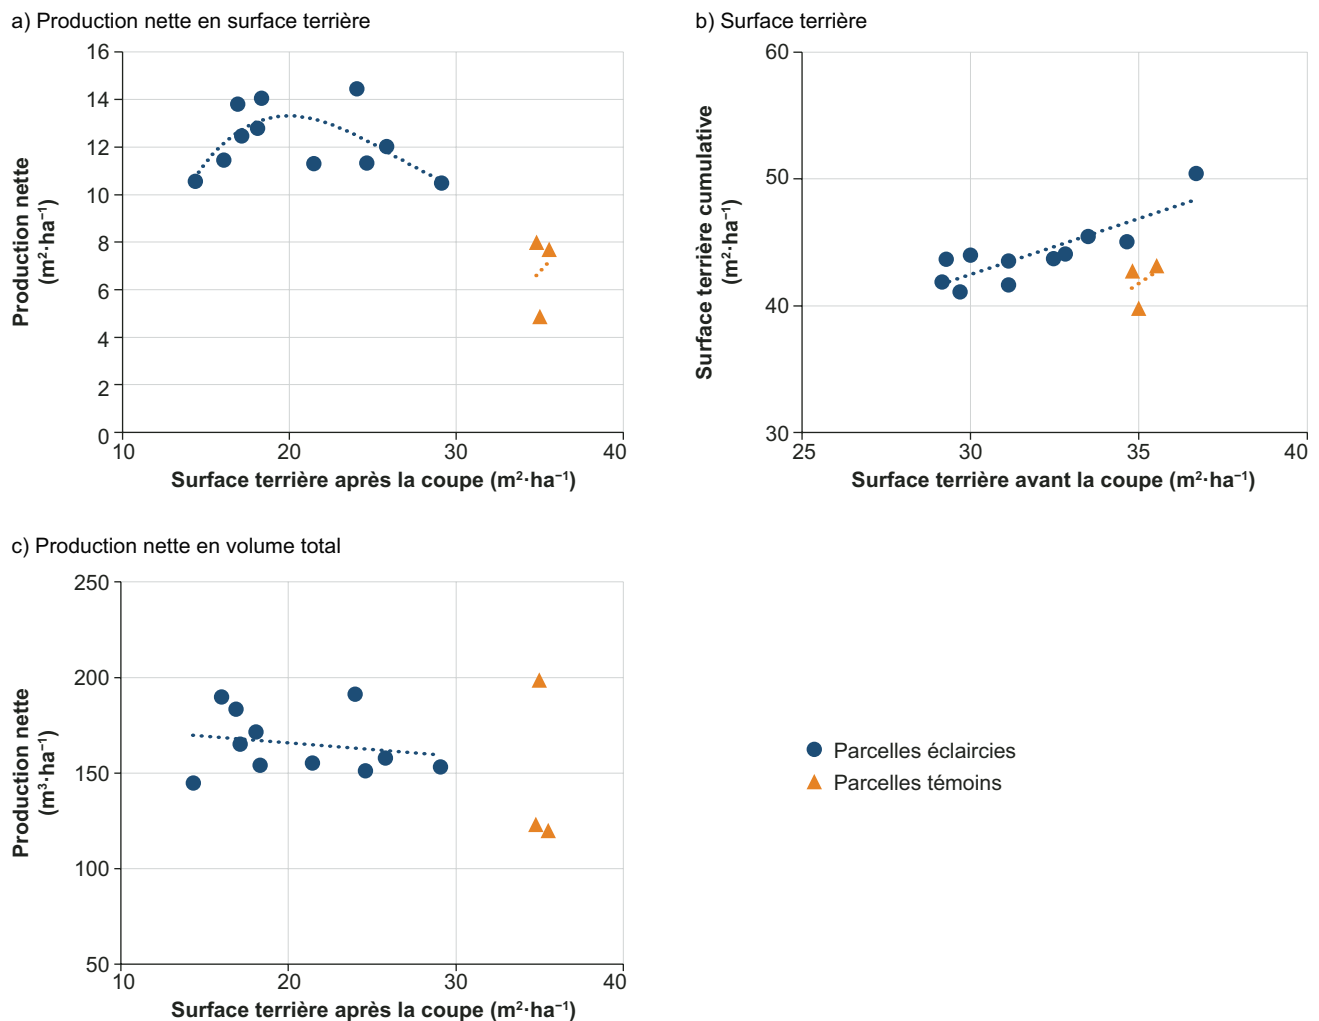 a) Production nette en surface terrière
16
14
12
10
8
6
4
2
0
10
20
30
40
Production nette
(m²·ha⁻¹)
Surface terrière après la coupe (m²·ha⁻¹)
b) Surface terrière
60
50
40
30
25
30
35
40
Surface terrière cumulative
(m²·ha⁻¹)
Surface terrière avant la coupe (m²·ha⁻¹)
c) Production nette en volume total
250
200
150
100
50
10
20
30
40
Production nette
(m³·ha⁻¹)
Surface terrière après la coupe (m²·ha⁻¹)
Parcelles éclaircies
Parcelles témoins